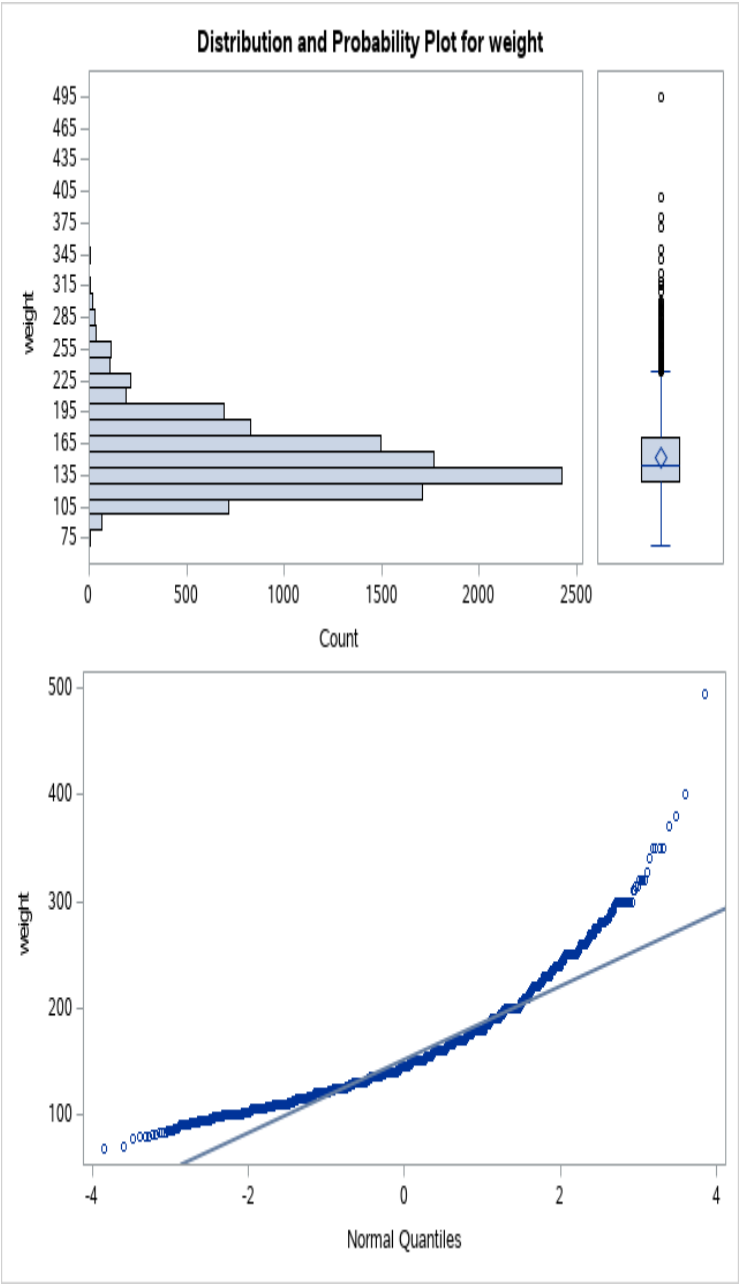 Distribution and Probability Plot for weight
495
465
435
405
375
345
315
285
255
225
195
165
135
105
75
weight
0 500 1000 1500 2000 2500
Count
500
400
300
200
100
weight
-4 -2 0 2 4
Normal Quantiles